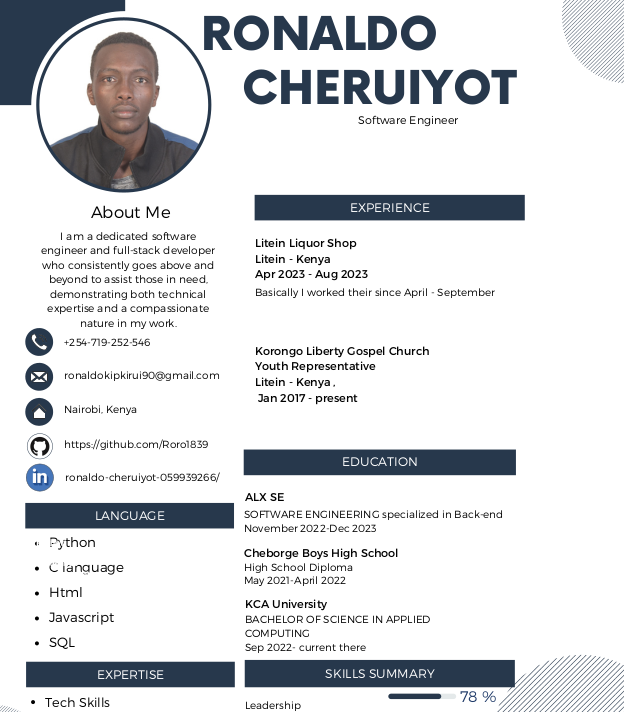 RONALDO
CHERUIYOT
Software Engineer
About Me
I am a dedicated software
engineer and full-stack developer
who consistently goes above and
beyond to assist those in need,
demonstrating both technical
expertise and a compassionate
nature in my work.
+254-719-252-546
ronaldokipkirui90@gmail.com
Nairobi, Kenya
https://github.com/Roro1839
in
ronaldo-cheruiyot-059939266/
LANGUAGE
• Python
• C language
• Html
• Javascript
• SQL
EXPERTISE
• Tech Skills
EXPERIENCE
Litein Liquor Shop
Litein - Kenya
Apr 2023 - Aug 2023
Basically I worked their since April - September
Korongo Liberty Gospel Church
Youth Representative
Litein - Kenya ,
Jan 2017 - present
EDUCATION
ALX SE
SOFTWARE ENGINEERING specialized in Back-end
November 2022-Dec 2023
Cheborge Boys High School
High School Diploma
May 2021-April 2022
KCA University
BACHELOR OF SCIENCE IN APPLIED
COMPUTING
Sep 2022- current there
SKILLS SUMMARY
78 %
Leadership